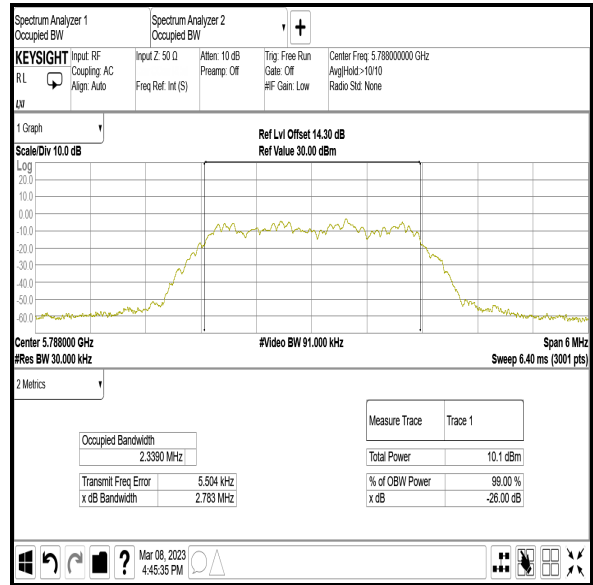 Spectrum Analyzer 1
Occupied BW
Spectrum Analyzer 2
Occupied BW
KEYSIGHT
RL
LXI
Input: RF
Coupling: AC
Align: Auto
Input Z: 50 Ω
Freq Ref: Int (S)
Atten: 10 dB
Preamp: Off
Trig: Free Run
Gate: Off
#IF Gain: Low
Center Freq: 5.788000000 GHz
Avg|Hold:>10/10
Radio Std: None
1 Graph
Scale/Div 10.0 dB
Ref Lvl Offset 14.30 dB
Ref Value 30.00 dBm
Log
20.0
10.0
0.00
-10.0
-20.0
-30.0
-40.0
-50.0
-60.0
Center 5.788000 GHz
#Res BW 30.000 kHz
#Video BW 91.000 kHz
Span 6 MHz
Sweep 6.40 ms (3001 pts)
2 Metrics
Occupied Bandwidth
2.3390 MHz
Transmit Freq Error 5.504 kHz
x dB Bandwidth 2.783 MHz
Measure Trace Trace 1
Total Power 10.1 dBm
% of OBW Power 99.00 %
x dB -26.00 dB
?
Mar 08, 2023
4:45:35 PM